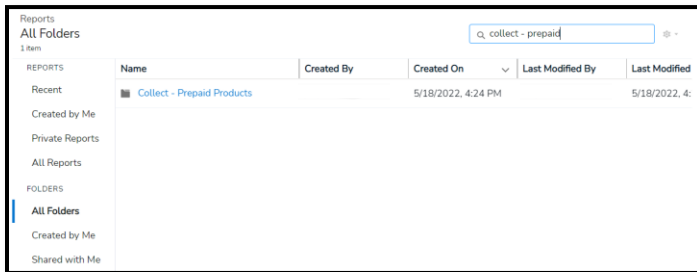 Reports
All Folders
1 item
collect - prepaid
REPORTS
Recent
Created by Me
Private Reports
All Reports
FOLDERS
All Folders
Created by Me
Shared with Me
Name Created By Created On Last Modified By Last Modified
Collect - Prepaid Products 5/18/2022, 4:24 PM 5/18/2022, 4: